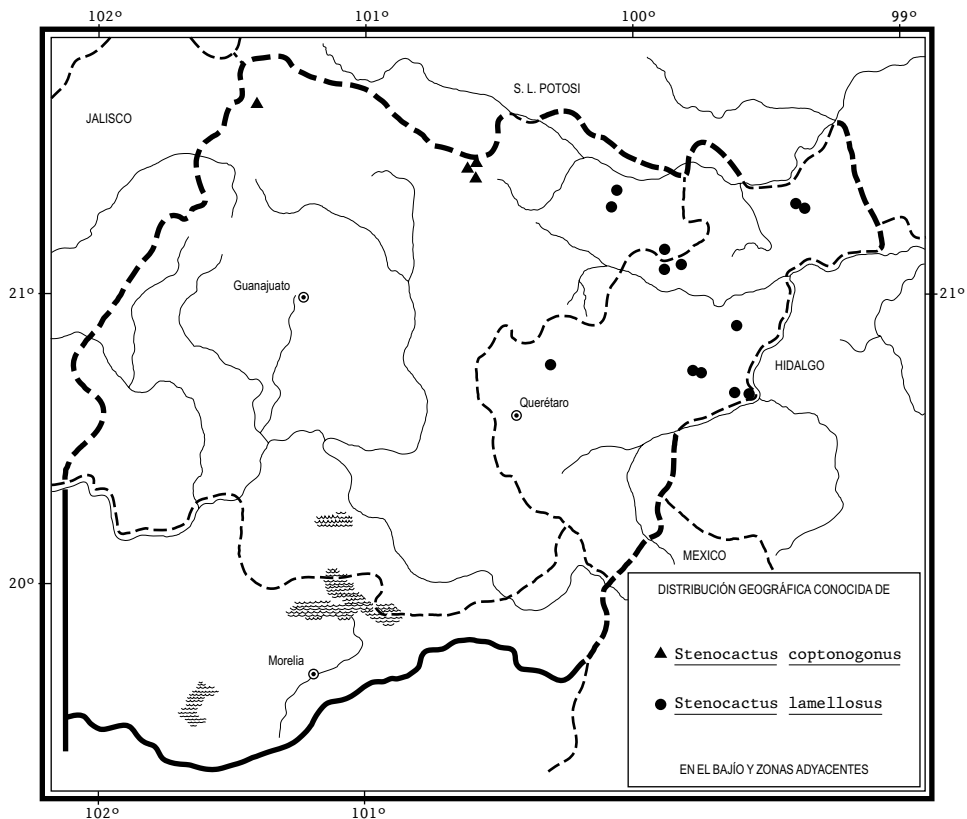 102º 101º 100º 99º
S. L. POTOSI
JALISCO
Guanajuato
21º 21º
HIDALGO
Querétaro
MEXICO
20º
DISTRIBUCIÓN GEOGRÁFICA CONOCIDA DE
Stenocactus coptonogonus
Morelia
Stenocactus lamellosus
EN EL BAJÍO Y ZONAS ADYACENTES
102º 101º